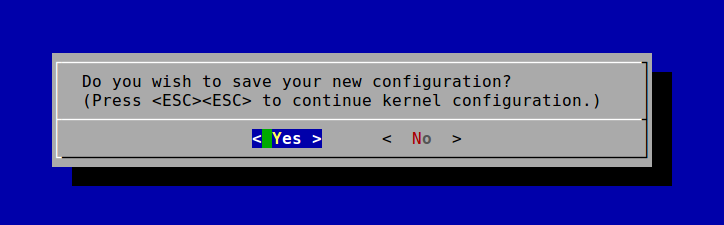 Do you wish to save your new configuration?
(Press <ESC><ESC> to continue kernel configuration.)
< Yes > < No >